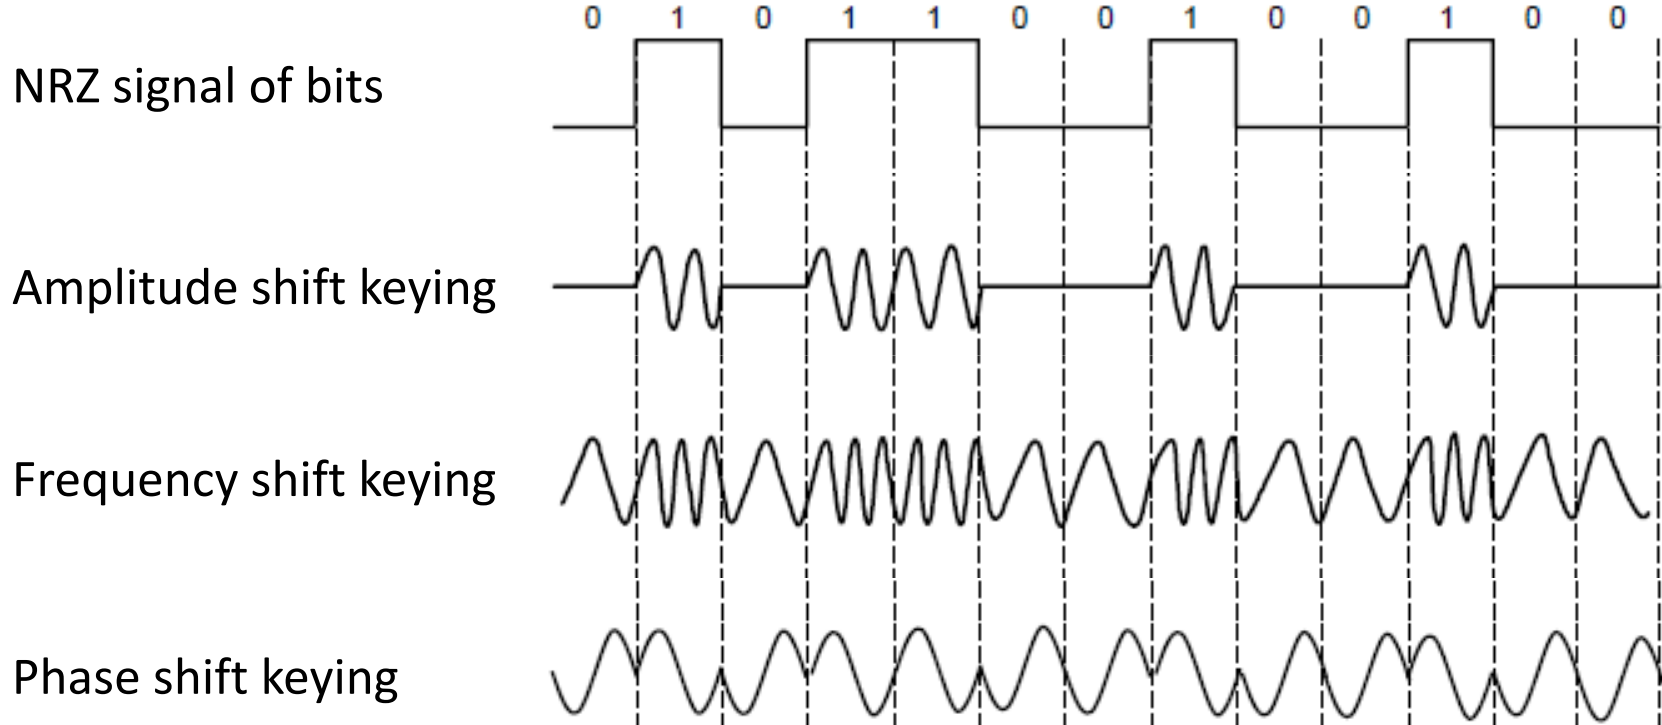 0 1 0 1 1 0 0 1 0 0 1 0 0
NRZ signal of bits
Amplitude shift keying
Frequency shift keying
Phase shift keying